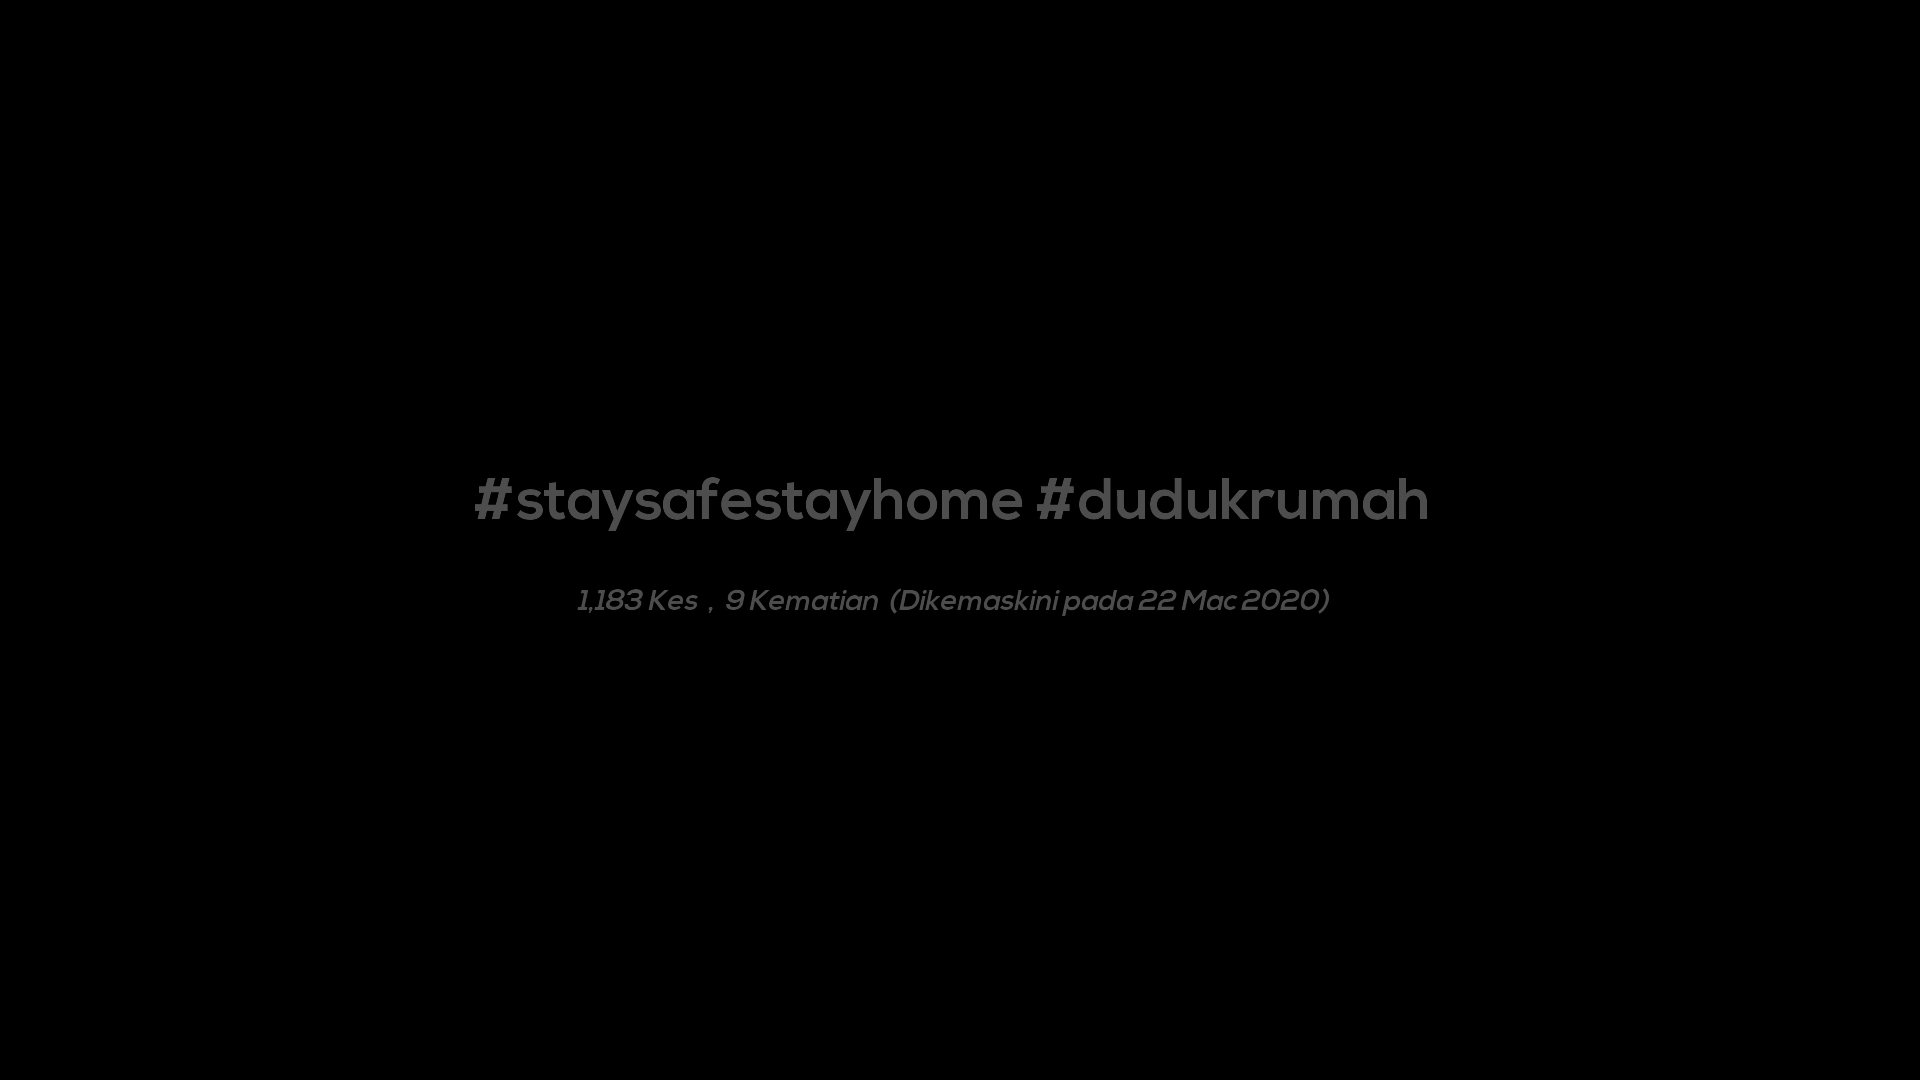 #staysafestayhome #dudukrumah
1,183 Kes , 9 Kematian (Dikemaskini pada 22 Mac 2020)